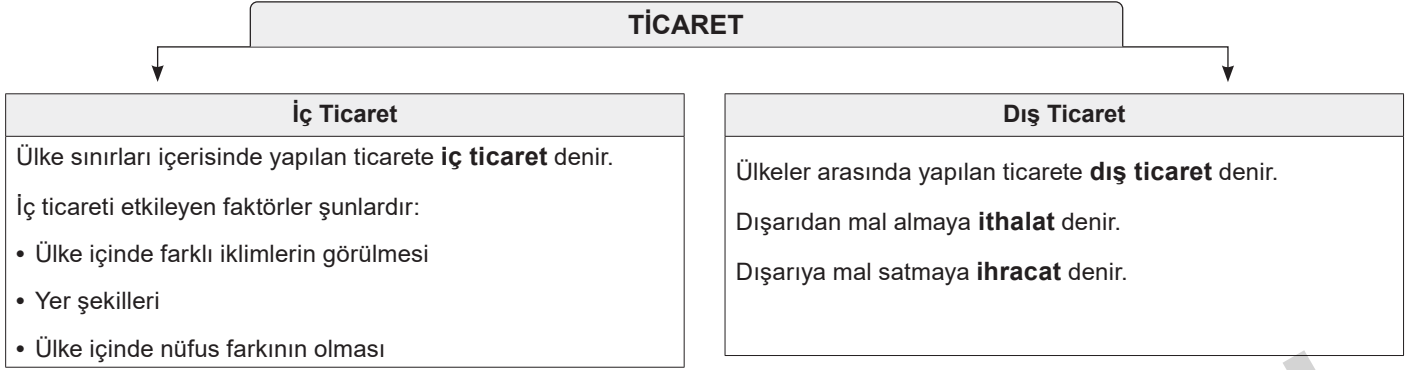 TİCARET
İç Ticaret
Ülke sınırları içerisinde yapılan ticarete iç ticaret denir.
İç ticareti etkileyen faktörler şunlardır:
• Ülke içinde farklı iklimlerin görülmesi
• Yer şekilleri
• Ülke içinde nüfus farkının olması
Dış Ticaret
Ülkeler arasında yapılan ticarete dış ticaret denir.
Dışarıdan mal almaya ithalat denir.
Dışarıya mal satmaya ihracat denir.